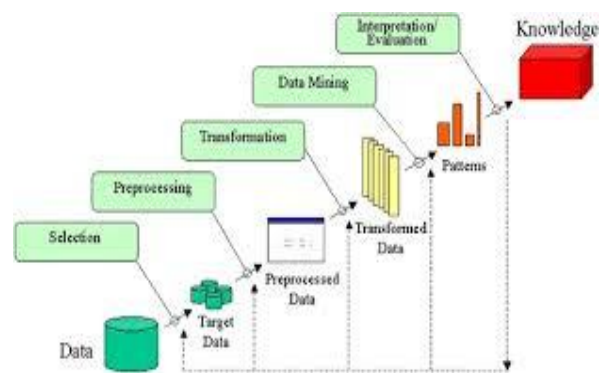 Interpretation/
Evaluation
Knowledge
Data Mining
Transformation
Patterns
Preprocessing
Transformed
Data
Selection
Preprocessed
Data
Target
Data
Data